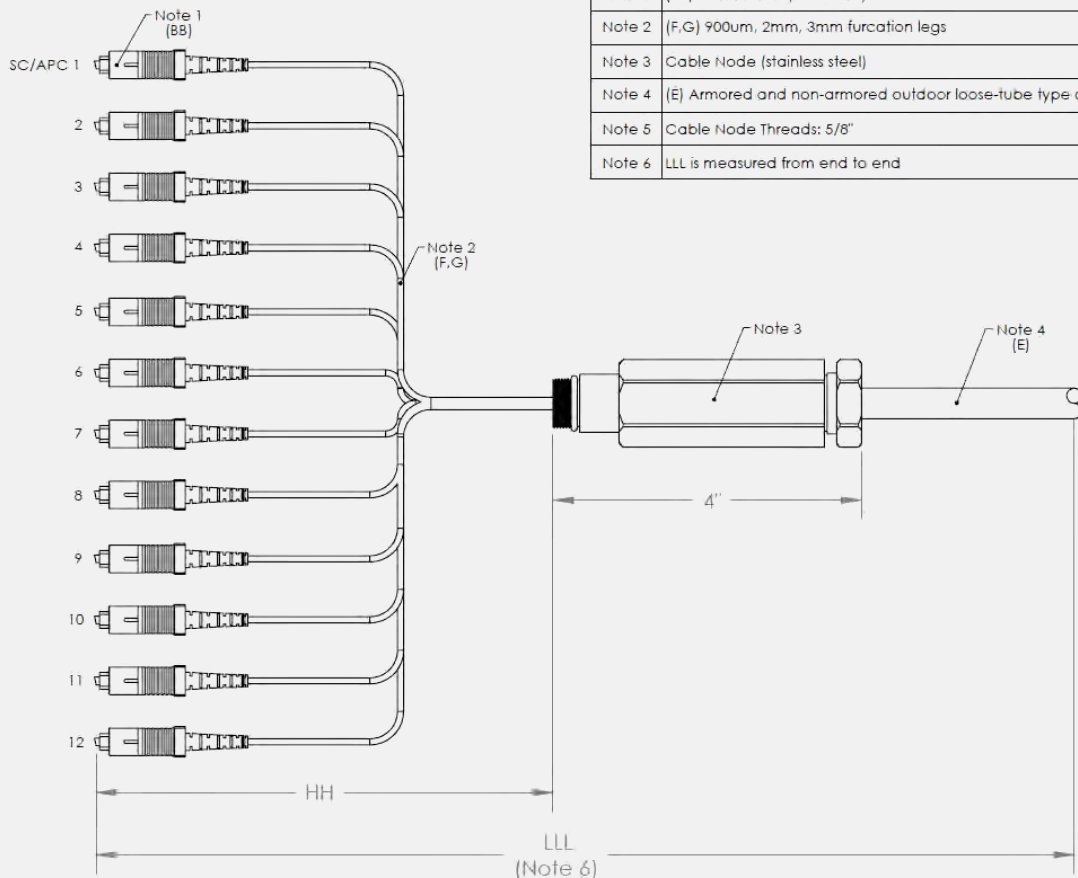 Note 1
(BB)
SC/APC 1
2
3
4
5
6
7
8
9
10
11
12
Note 2
(F,G)
Note 2 (F,G) 900um, 2mm, 3mm furcation legs
Note 3 Cable Node (stainless steel)
Note 4 (E) Armored and non-armored outdoor loose-tube type
Note 5 Cable Node Threads: 5/8"
Note 6 LLL is measured from end to end
Note 3
Note 4
(E)
4"
HH
LLL
(Note 6)